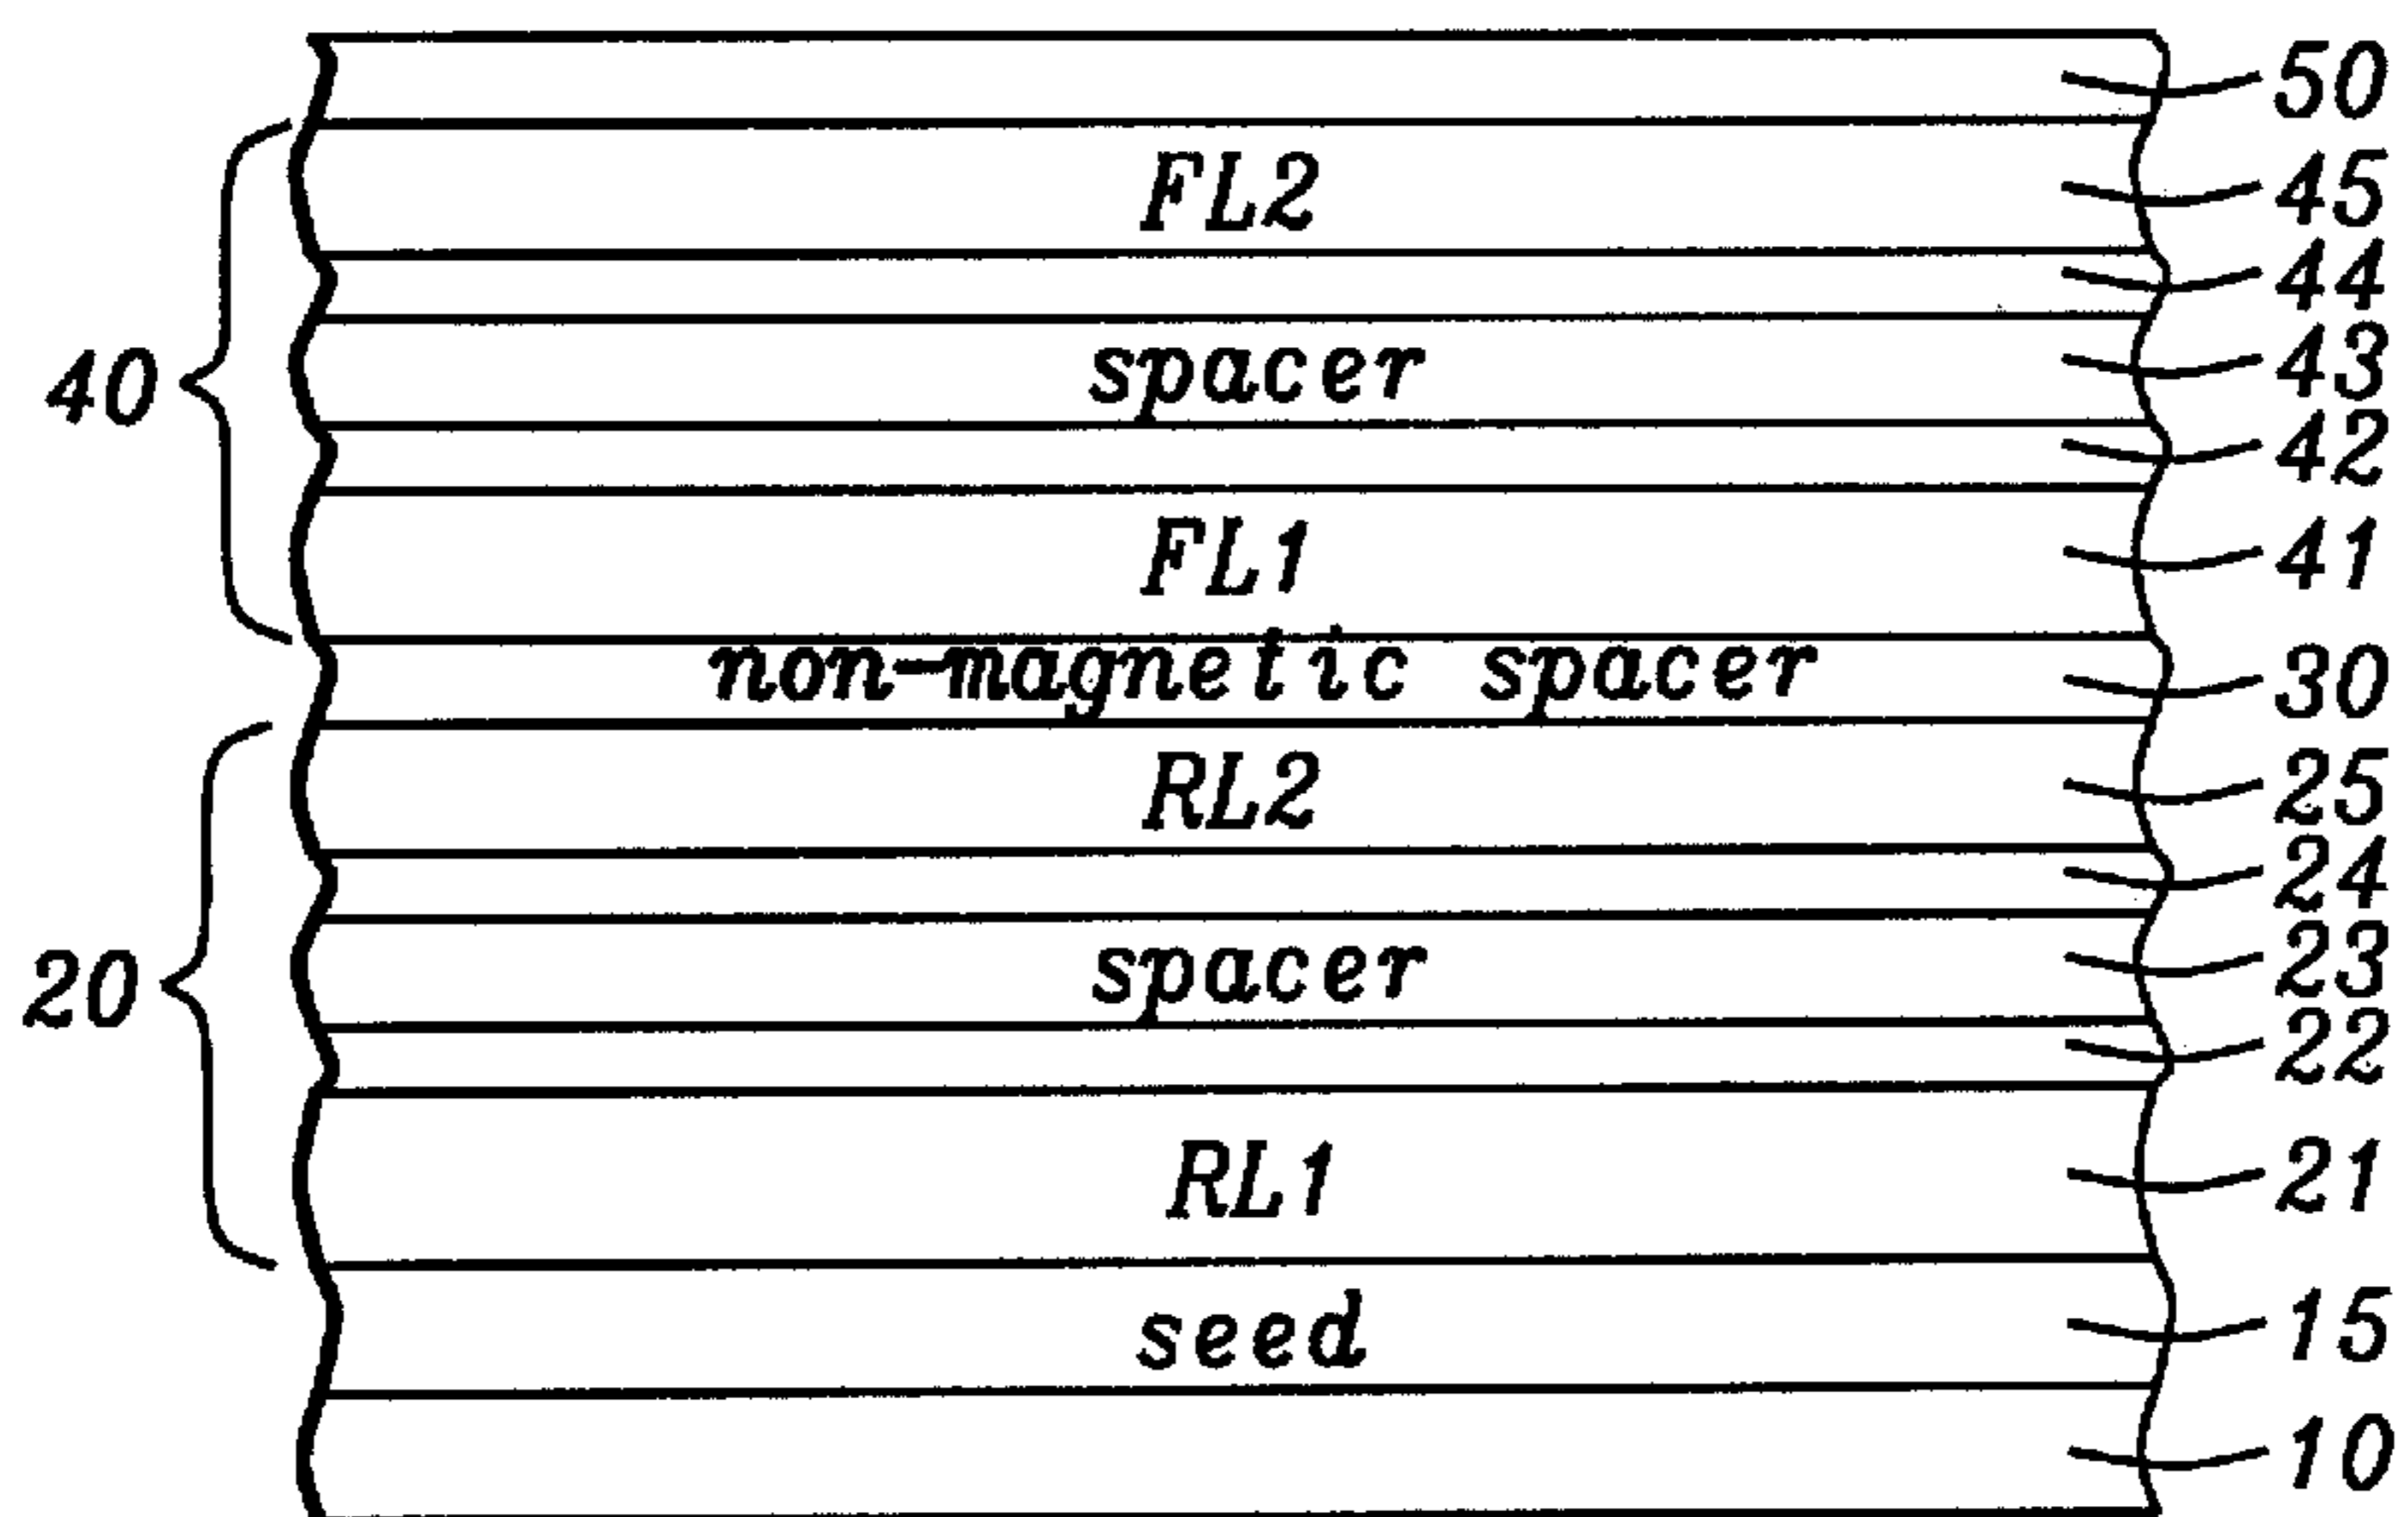 50
FL2 45
44
40 spacer 43
42
FL1 41
non-magnetic spacer 30
RL2 25
24
20 spacer 23
22
RL1 21
seed 15
10